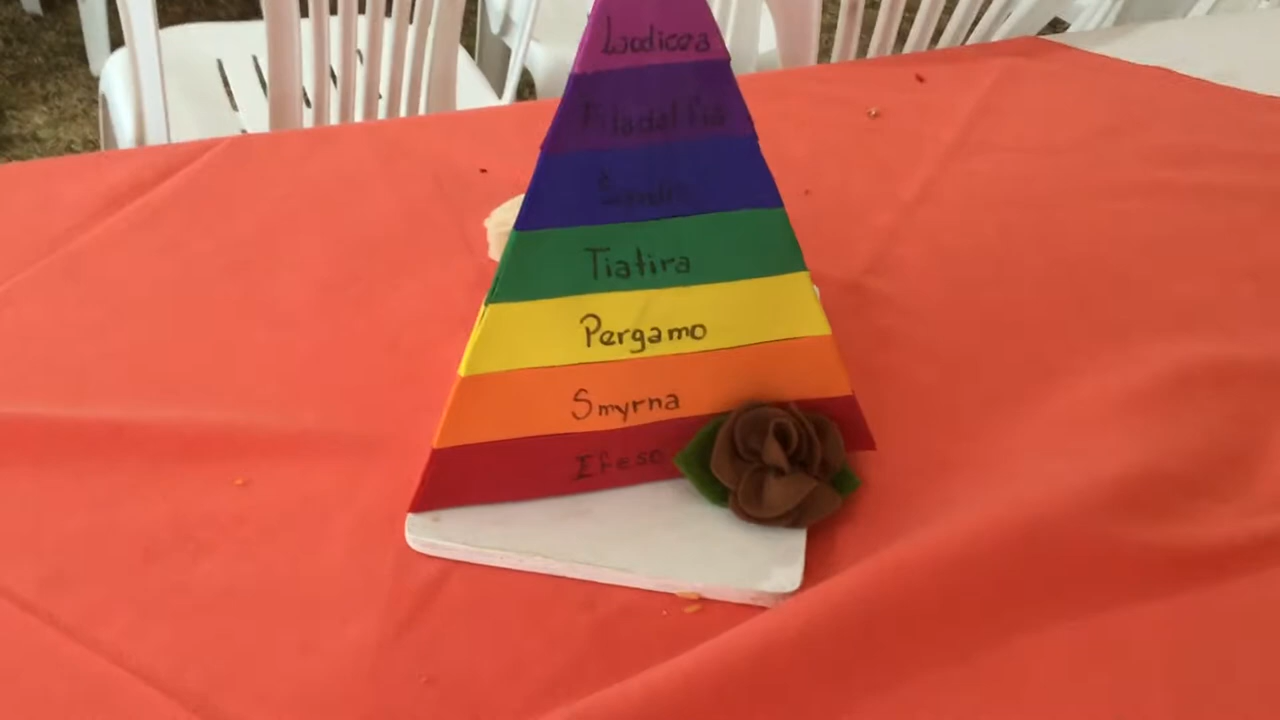 Laodicea
Filadelfia
Tiatira
Pergamo
Smyrna
Efeso